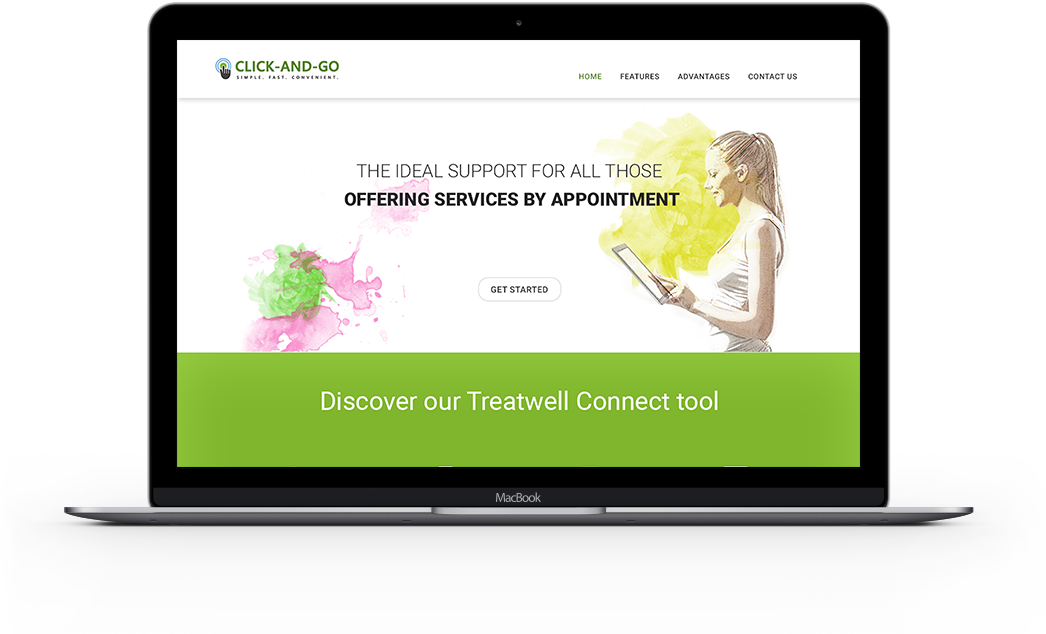 CLICK-AND-GO
SIMPLE. FAST. CONVENIENT.
HOME FEATURES ADVANTAGES CONTACT US
THE IDEAL SUPPORT FOR ALL THOSE
OFFERING SERVICES BY APPOINTMENT
GET STARTED
Discover our Treatwell Connect tool
MacBook